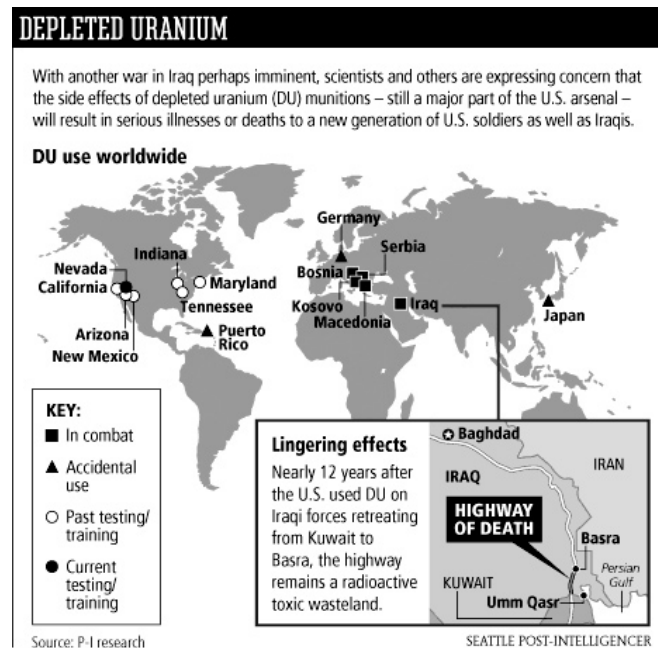 DEPLETED URANIUM
With another war in Iraq perhaps imminent, scientists and others are expressing concern that
the side effects of depleted uranium (DU) munitions – still a major part of the U.S. arsenal –
will result in serious illnesses or deaths to a new generation of U.S. soldiers as well as Iraqis.
DU use worldwide
Germany
Serbia
Bosnia
Kosovo
Macedonia
Iraq
Japan
Indiana
Nevada
California
Maryland
Tennessee
Arizona
New Mexico
Puerto
Rico
KEY:
In combat
Accidental
use
Past testing/
training
Current
testing/
training
Lingering effects
Nearly 12 years after
the U.S. used DU on
Iraqi forces retreating
from Kuwait to
Basra, the highway
remains a radioactive
toxic wasteland.
Baghdad
IRAQ
IRAN
HIGHWAY
OF DEATH
Basra
Persian
Gulf
KUWAIT
Umm Qasr
Source: P-I research
SEATTLE POST-INTELLIGENCER